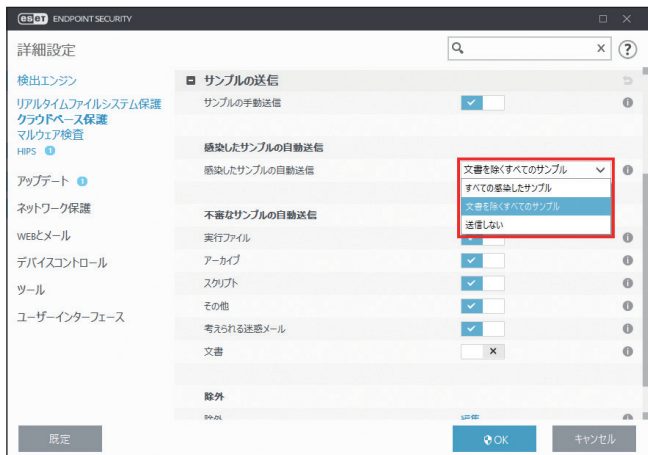 eset ENDPOINT SECURITY
詳細設定
x
?
検出エンジン
リアルタイムファイルシステム保護
クラウドベース保護
マルウェア検査
HIPS 1
アップデート 1
ネットワーク保護
WEBとメール
デバイスコントロール
ツール
ユーザーインターフェース
サンプルの送信
サンプルの手動送信
感染したサンプルの自動送信
感染したサンプルの自動送信
文書を除くすべてのサンプル
すべての感染したサンプル
文書を除くすべてのサンプル
送信しない
不審なサンプルの自動送信
実行ファイル
アーカイブ
スクリプト
その他
考えられる迷惑メール
文書
除外
除外
編集
既定
OK
キャンセル